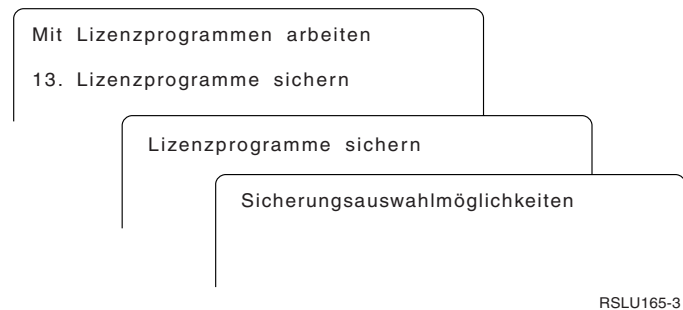 Mit Lizenzprogrammen arbeiten
13. Lizenzprogramme sichern
Lizenzprogramme sichern
Sicherungsauswahlmöglichkeiten
RSLU165-3